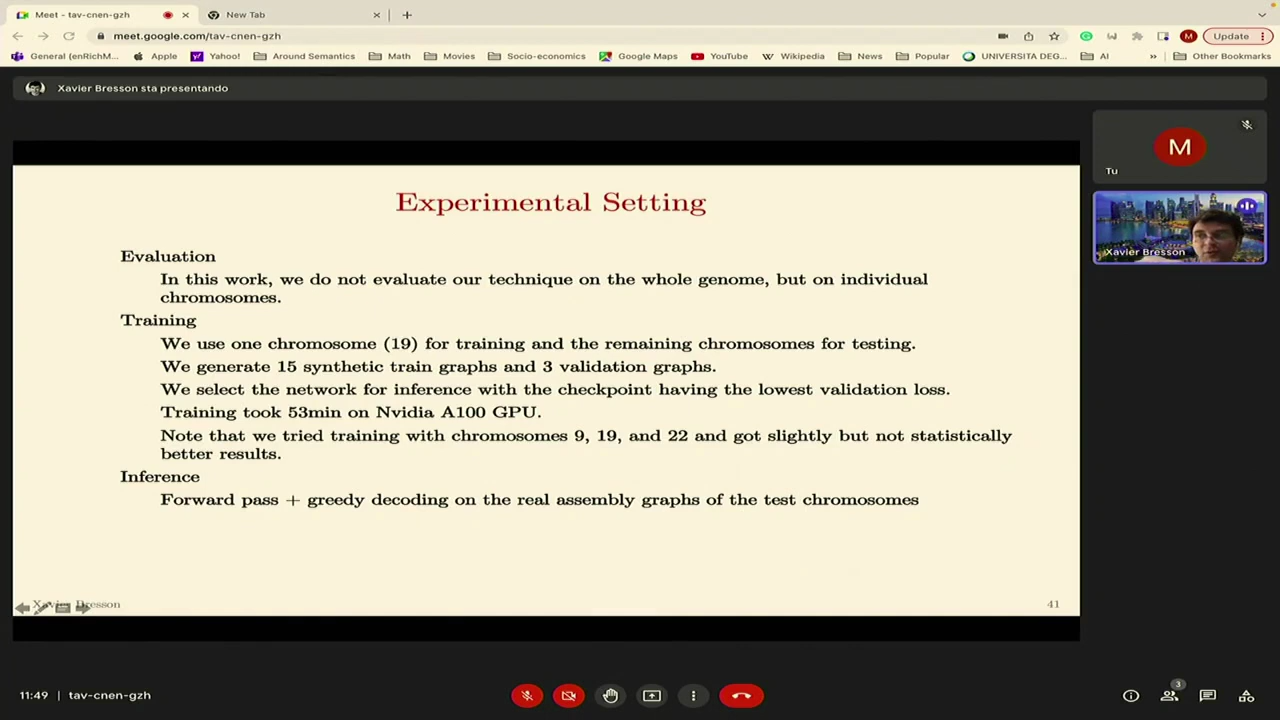 Meet - tav-cnen-gzh
New Tab
meet.google.com/tav-cnen-gzh
M
Update
General (enRichM...
Apple
Yahoo!
Around Semantics
Math
Movies
Socio-economics
Google Maps
YouTube
Wikipedia
News
Popular
UNIVERSITA DEG...
AI
»
Other Bookmarks
Xavier Bresson sta presentando
M
Tu
Xavier Bresson
Experimental Setting
Evaluation
In this work, we do not evaluate our technique on the whole genome, but on individual
chromosomes.
Training
We use one chromosome (19) for training and the remaining chromosomes for testing.
We generate 15 synthetic train graphs and 3 validation graphs.
We select the network for inference with the checkpoint having the lowest validation loss.
Training took 53min on Nvidia A100 GPU.
Note that we tried training with chromosomes 9, 19, and 22 and got slightly but not statistically
better results.
Inference
Forward pass + greedy decoding on the real assembly graphs of the test chromosomes
Xavier Bresson
41
11:49 | tav-cnen-gzh
3